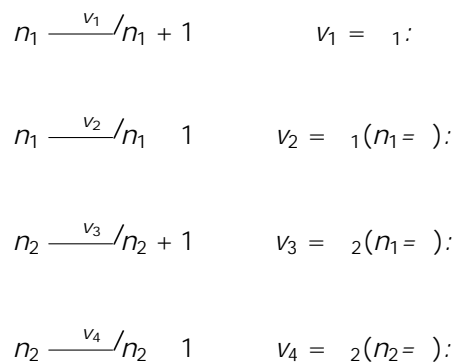 n₁ —v₁/ n₁ + 1 v₁ = ₁:
n₁ —v₂/ n₁ 1 v₂ = ₁(n₁= ):
n₂ —v₃/ n₂ + 1 v₃ = ₂(n₁= ):
n₂ —v₄/ n₂ 1 v₄ = ₂(n₂= ):